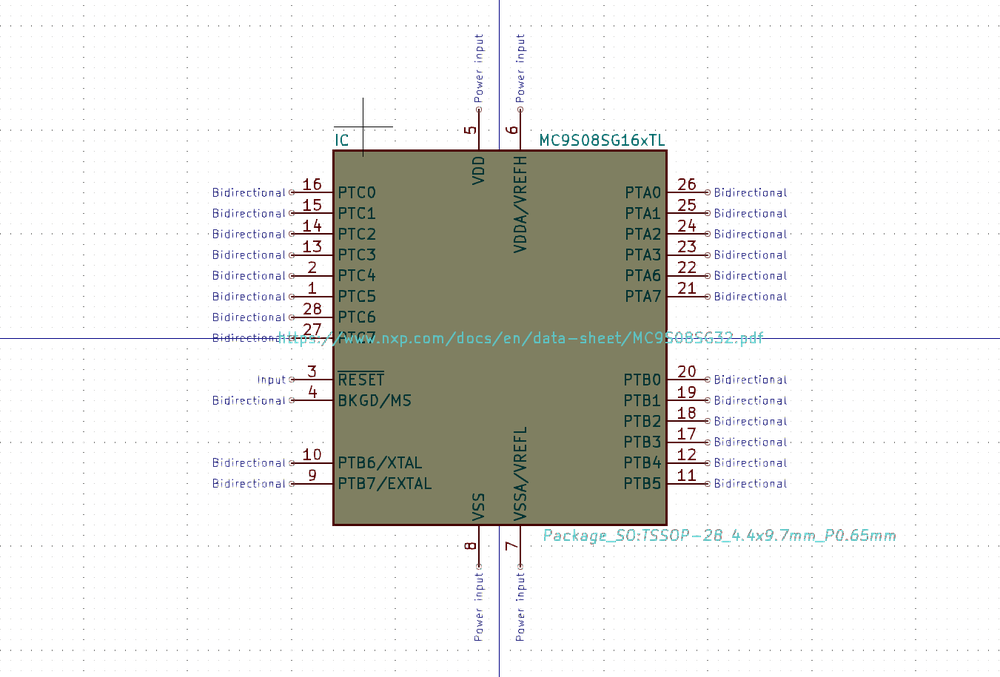 Power input Power input
5 6
IC MC9S08SG16xTL
VDD VDDA/VREFH
Bidirectional 16 PTC0 PTA0 26 Bidirectional
Bidirectional 15 PTC1 PTA1 25 Bidirectional
Bidirectional 14 PTC2 PTA2 24 Bidirectional
Bidirectional 13 PTC3 PTA3 23 Bidirectional
Bidirectional 2 PTC4 PTA6 22 Bidirectional
Bidirectional 1 PTC5 PTA7 21 Bidirectional
Bidirectional 28 PTC6
Bidirectional 27 PTC7
https://www.nxp.com/docs/en/data-sheet/MC9S08SG32.pdf
Input 3 RESET PTB0 20 Bidirectional
Bidirectional 4 BKGD/MS PTB1 19 Bidirectional
PTB2 18 Bidirectional
PTB3 17 Bidirectional
Bidirectional 10 PTB6/XTAL PTB4 12 Bidirectional
Bidirectional 9 PTB7/EXTAL PTB5 11 Bidirectional
VSS VSSA/VREFL
Package_SO:TSSOP-28_4.4x9.7mm_P0.65mm
8 7
Power input Power input